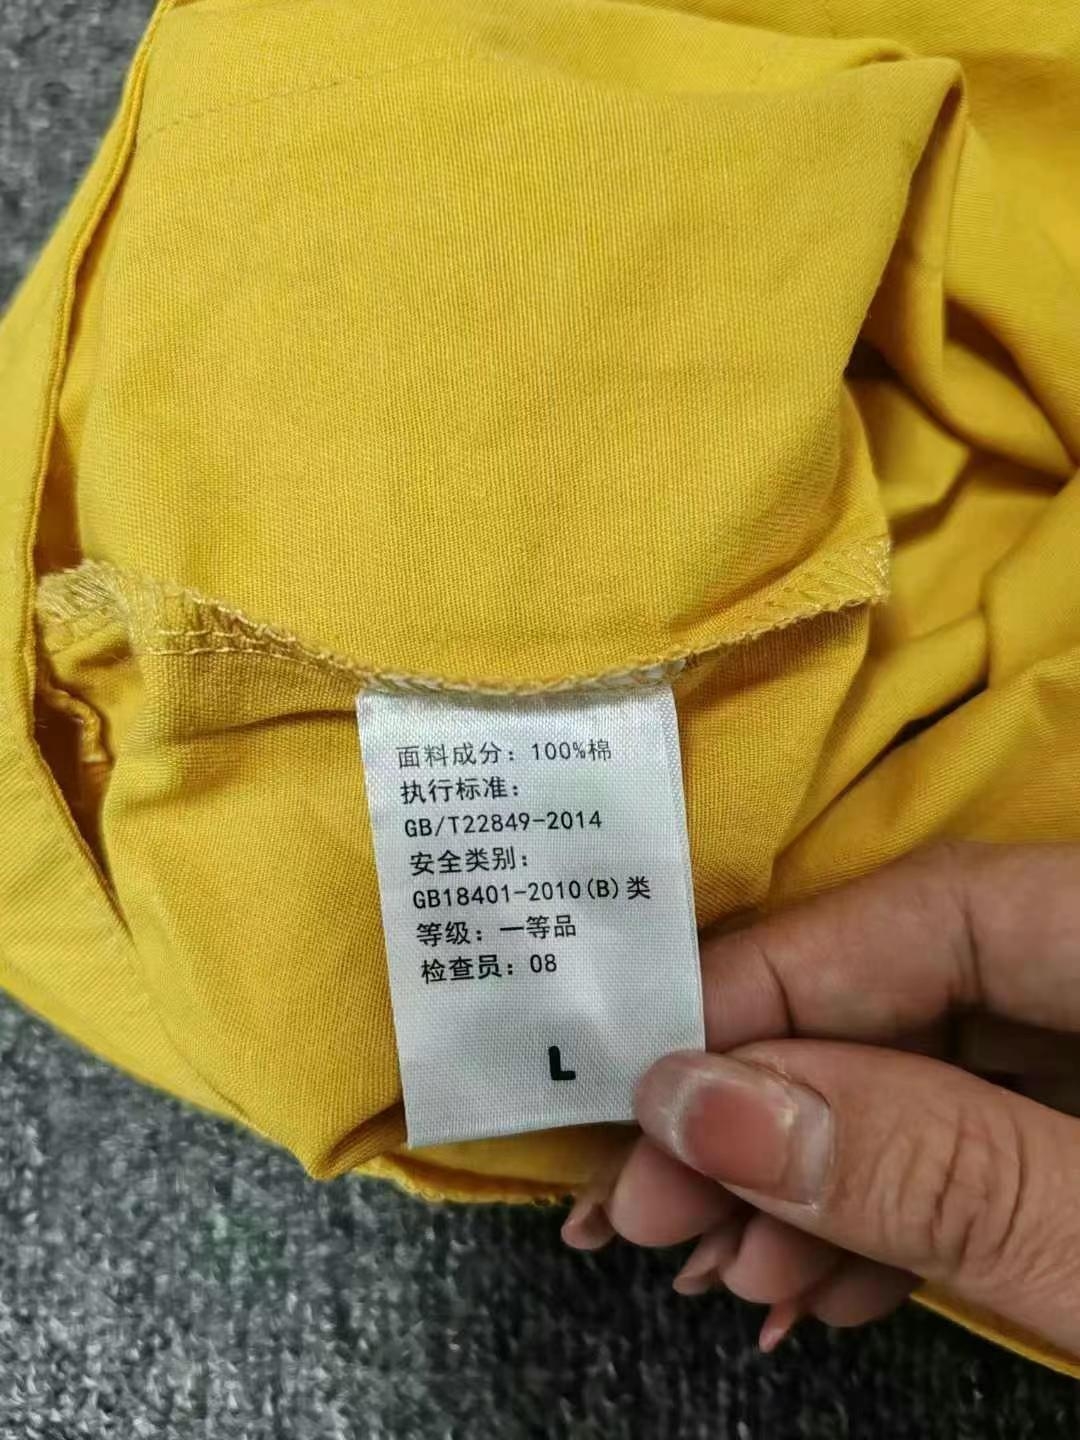 面料成分：100%棉
执行标准：
GB/T22849-2014
安全类别：
GB18401-2010(B)类
等级：一等品
检查员：08
L